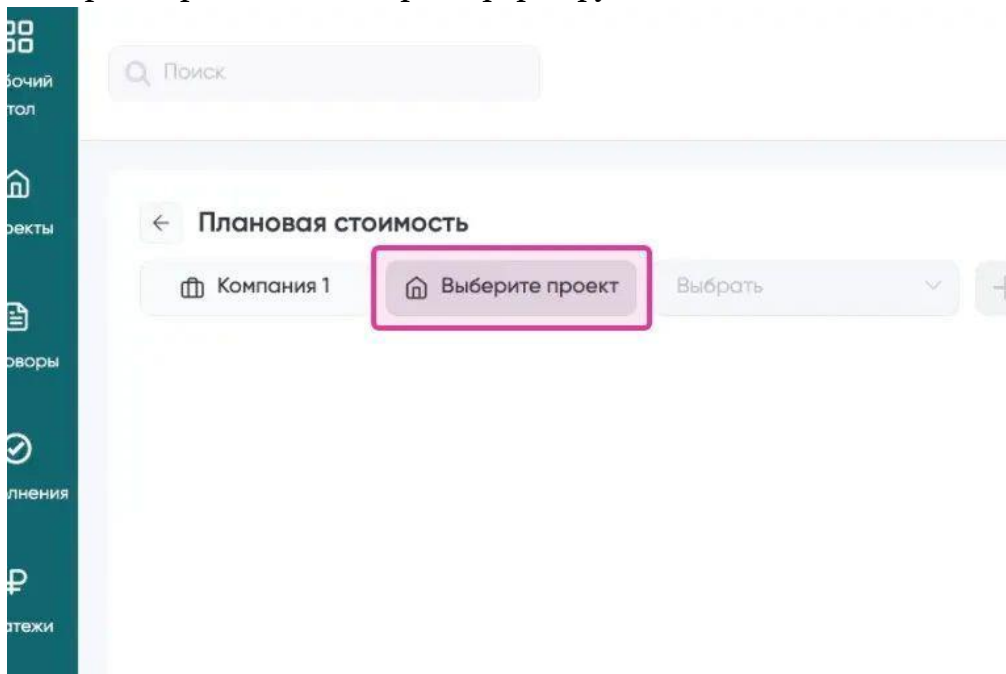 Поиск
бочий
тол
Плановая стоимость
Компания 1
Выберите проект
Выбрать
оекты
оворы
лнения
атежи